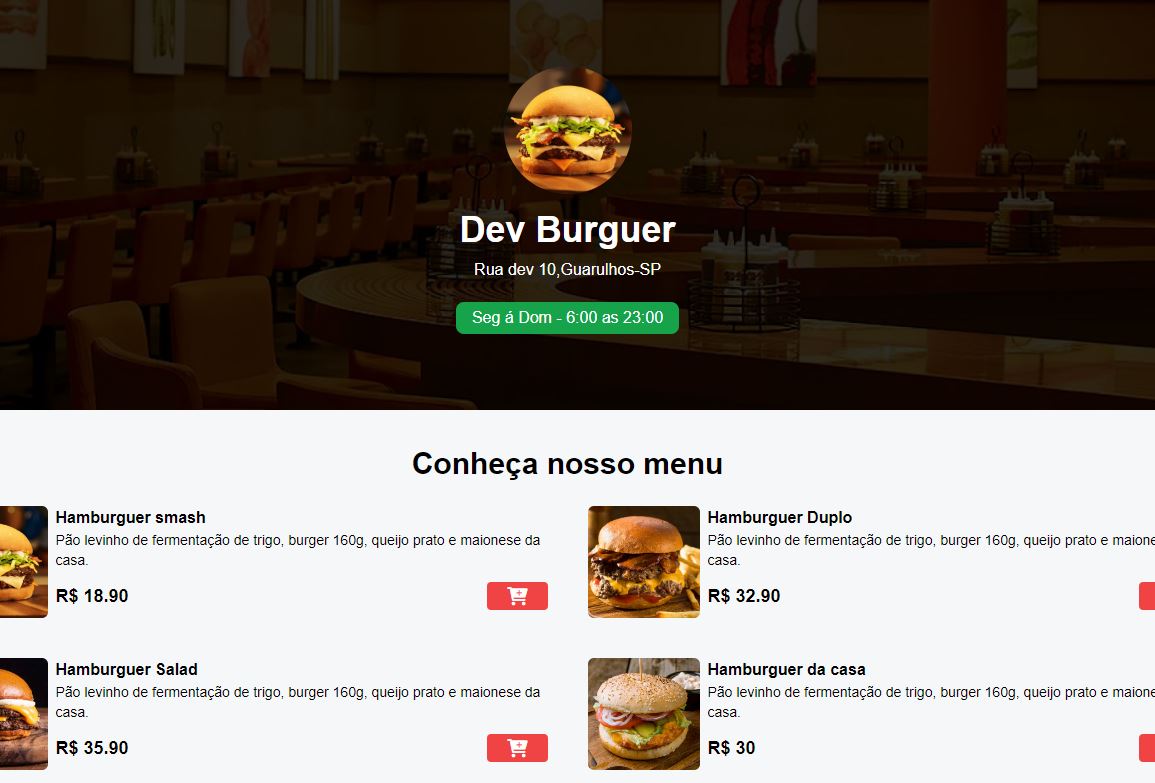 Dev Burguer
Rua dev 10,Guarulhos-SP
Seg á Dom - 6:00 as 23:00
Conheça nosso menu
Hamburguer smash
Pão levinho de fermentação de trigo, burger 160g, queijo prato e maionese da
casa.
R$ 18.90
Hamburguer Duplo
Pão levinho de fermentação de trigo, burger 160g, queijo prato e maione
casa.
R$ 32.90
Hamburguer Salad
Pão levinho de fermentação de trigo, burger 160g, queijo prato e maionese da
casa.
R$ 35.90
Hamburguer da casa
Pão levinho de fermentação de trigo, burger 160g, queijo prato e maione
casa.
R$ 30